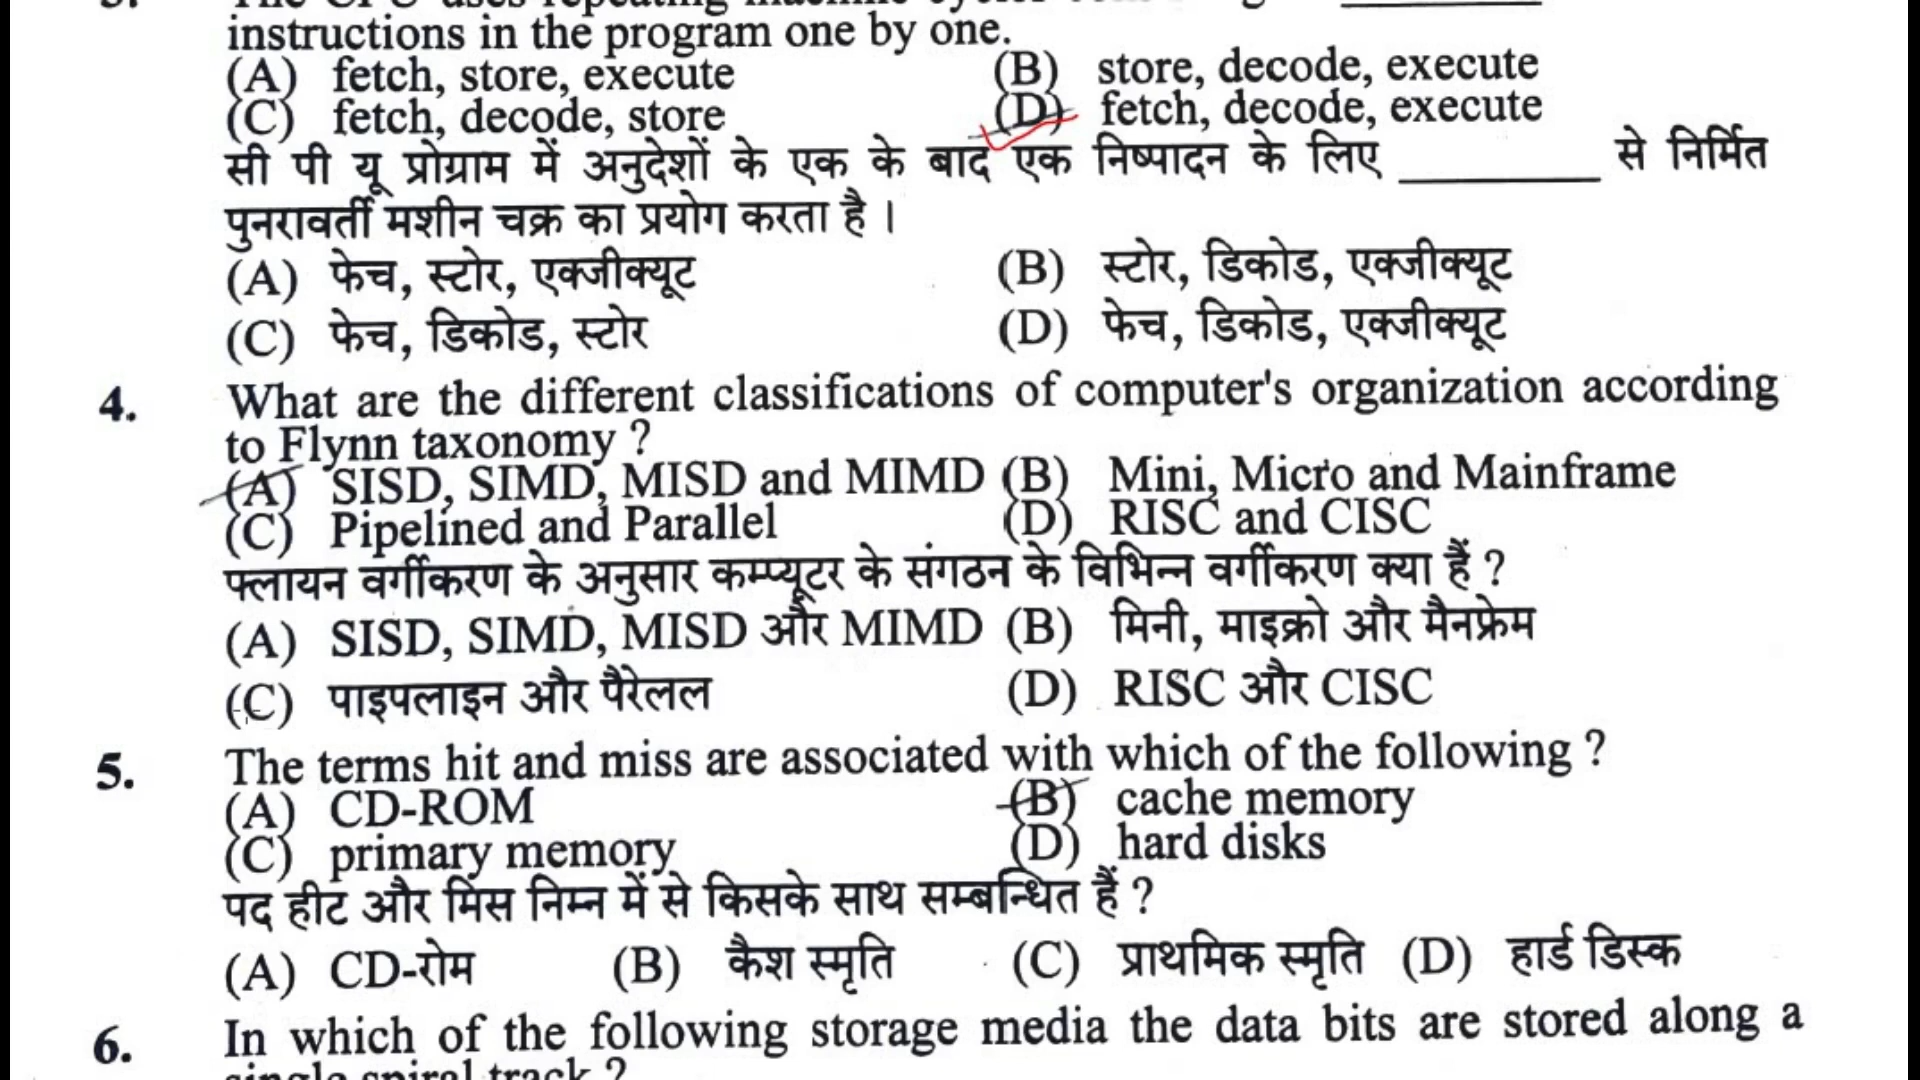 instructions in the program one by one.
(A) fetch, store, execute (B) store, decode, execute
(C) fetch, decode, store (D) fetch, decode, execute
सी पी यू प्रोग्राम में अनुदेशों के एक के बाद एक निष्पादन के लिए __________ से निर्मित
पुनरावर्ती मशीन चक्र का प्रयोग करता है ।
(A) फेच, स्टोर, एक्जीक्यूट (B) स्टोर, डिकोड, एक्जीक्यूट
(C) फेच, डिकोड, स्टोर (D) फेच, डिकोड, एक्जीक्यूट
4. What are the different classifications of computer's organization according
to Flynn taxonomy ?
(A) SISD, SIMD, MISD and MIMD (B) Mini, Micro and Mainframe
(C) Pipelined and Parallel (D) RISC and CISC
फ्लायन वर्गीकरण के अनुसार कम्प्यूटर के संगठन के विभिन्न वर्गीकरण क्या हैं ?
(A) SISD, SIMD, MISD और MIMD (B) मिनी, माइक्रो और मैनफ्रेम
(C) पाइपलाइन और पैरेलल (D) RISC और CISC
5. The terms hit and miss are associated with which of the following ?
(A) CD-ROM (B) cache memory
(C) primary memory (D) hard disks
पद हीट और मिस निम्न में से किसके साथ सम्बन्धित हैं ?
(A) CD-रोम (B) कैश स्मृति (C) प्राथमिक स्मृति (D) हार्ड डिस्क
6. In which of the following storage media the data bits are stored along a
single spiral track ?